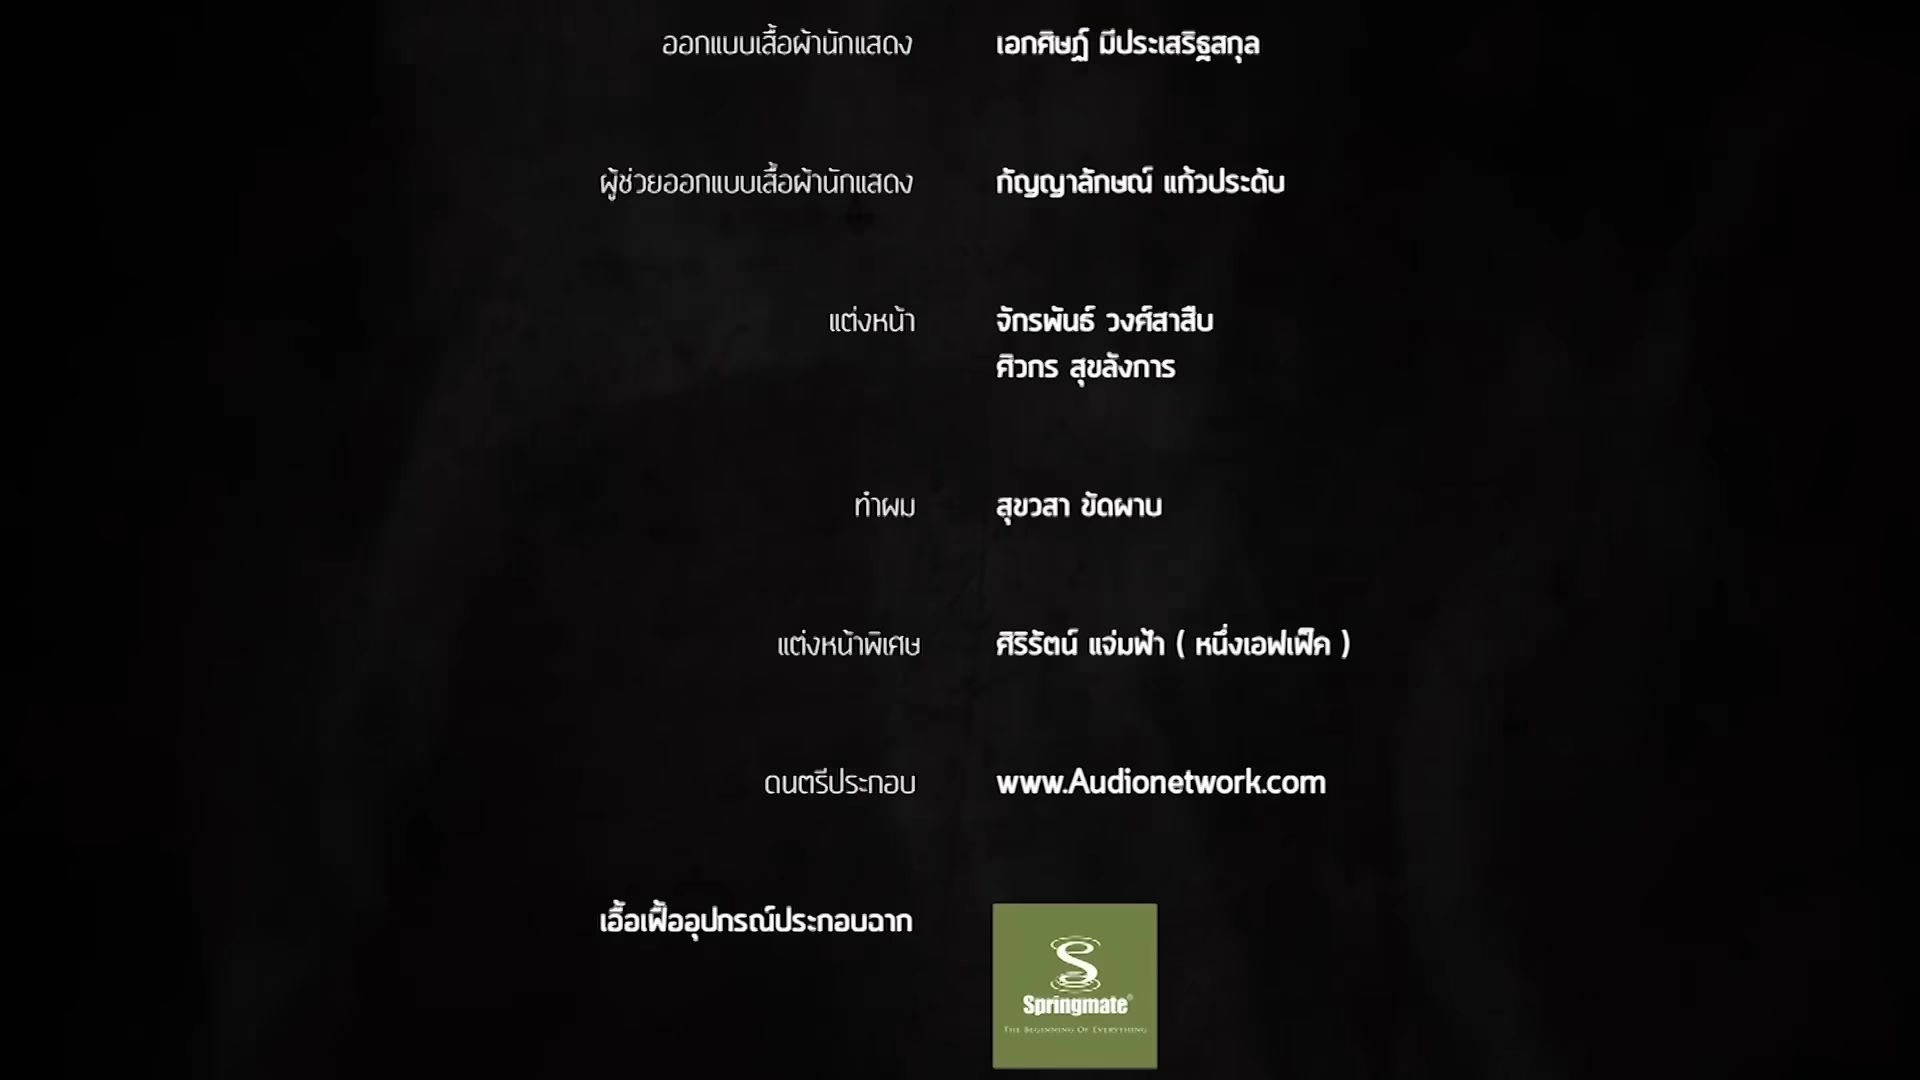 ออกแบบเสื้อผ้านักแสดง เอกศิษฏ์ มีประเสริฐสกุล
ผู้ช่วยออกแบบเสื้อผ้านักแสดง กัญญาลักษณ์ แก้วประดับ
แต่งหน้า จักรพันธ์ วงศ์สาสืบ
ศิวกร สุขลังการ
ทำผม สุขวสา ขัดผาบ
แต่งหน้าพิเศษ ศิริรัตน์ แจ่มฟ้า ( หนึ่งเอฟเฟ็ค )
ดนตรีประกอบ www.Audionetwork.com
เอื้อเฟื้ออุปกรณ์ประกอบฉาก
Springmate®
THE BEGINNING OF EVERYTHING